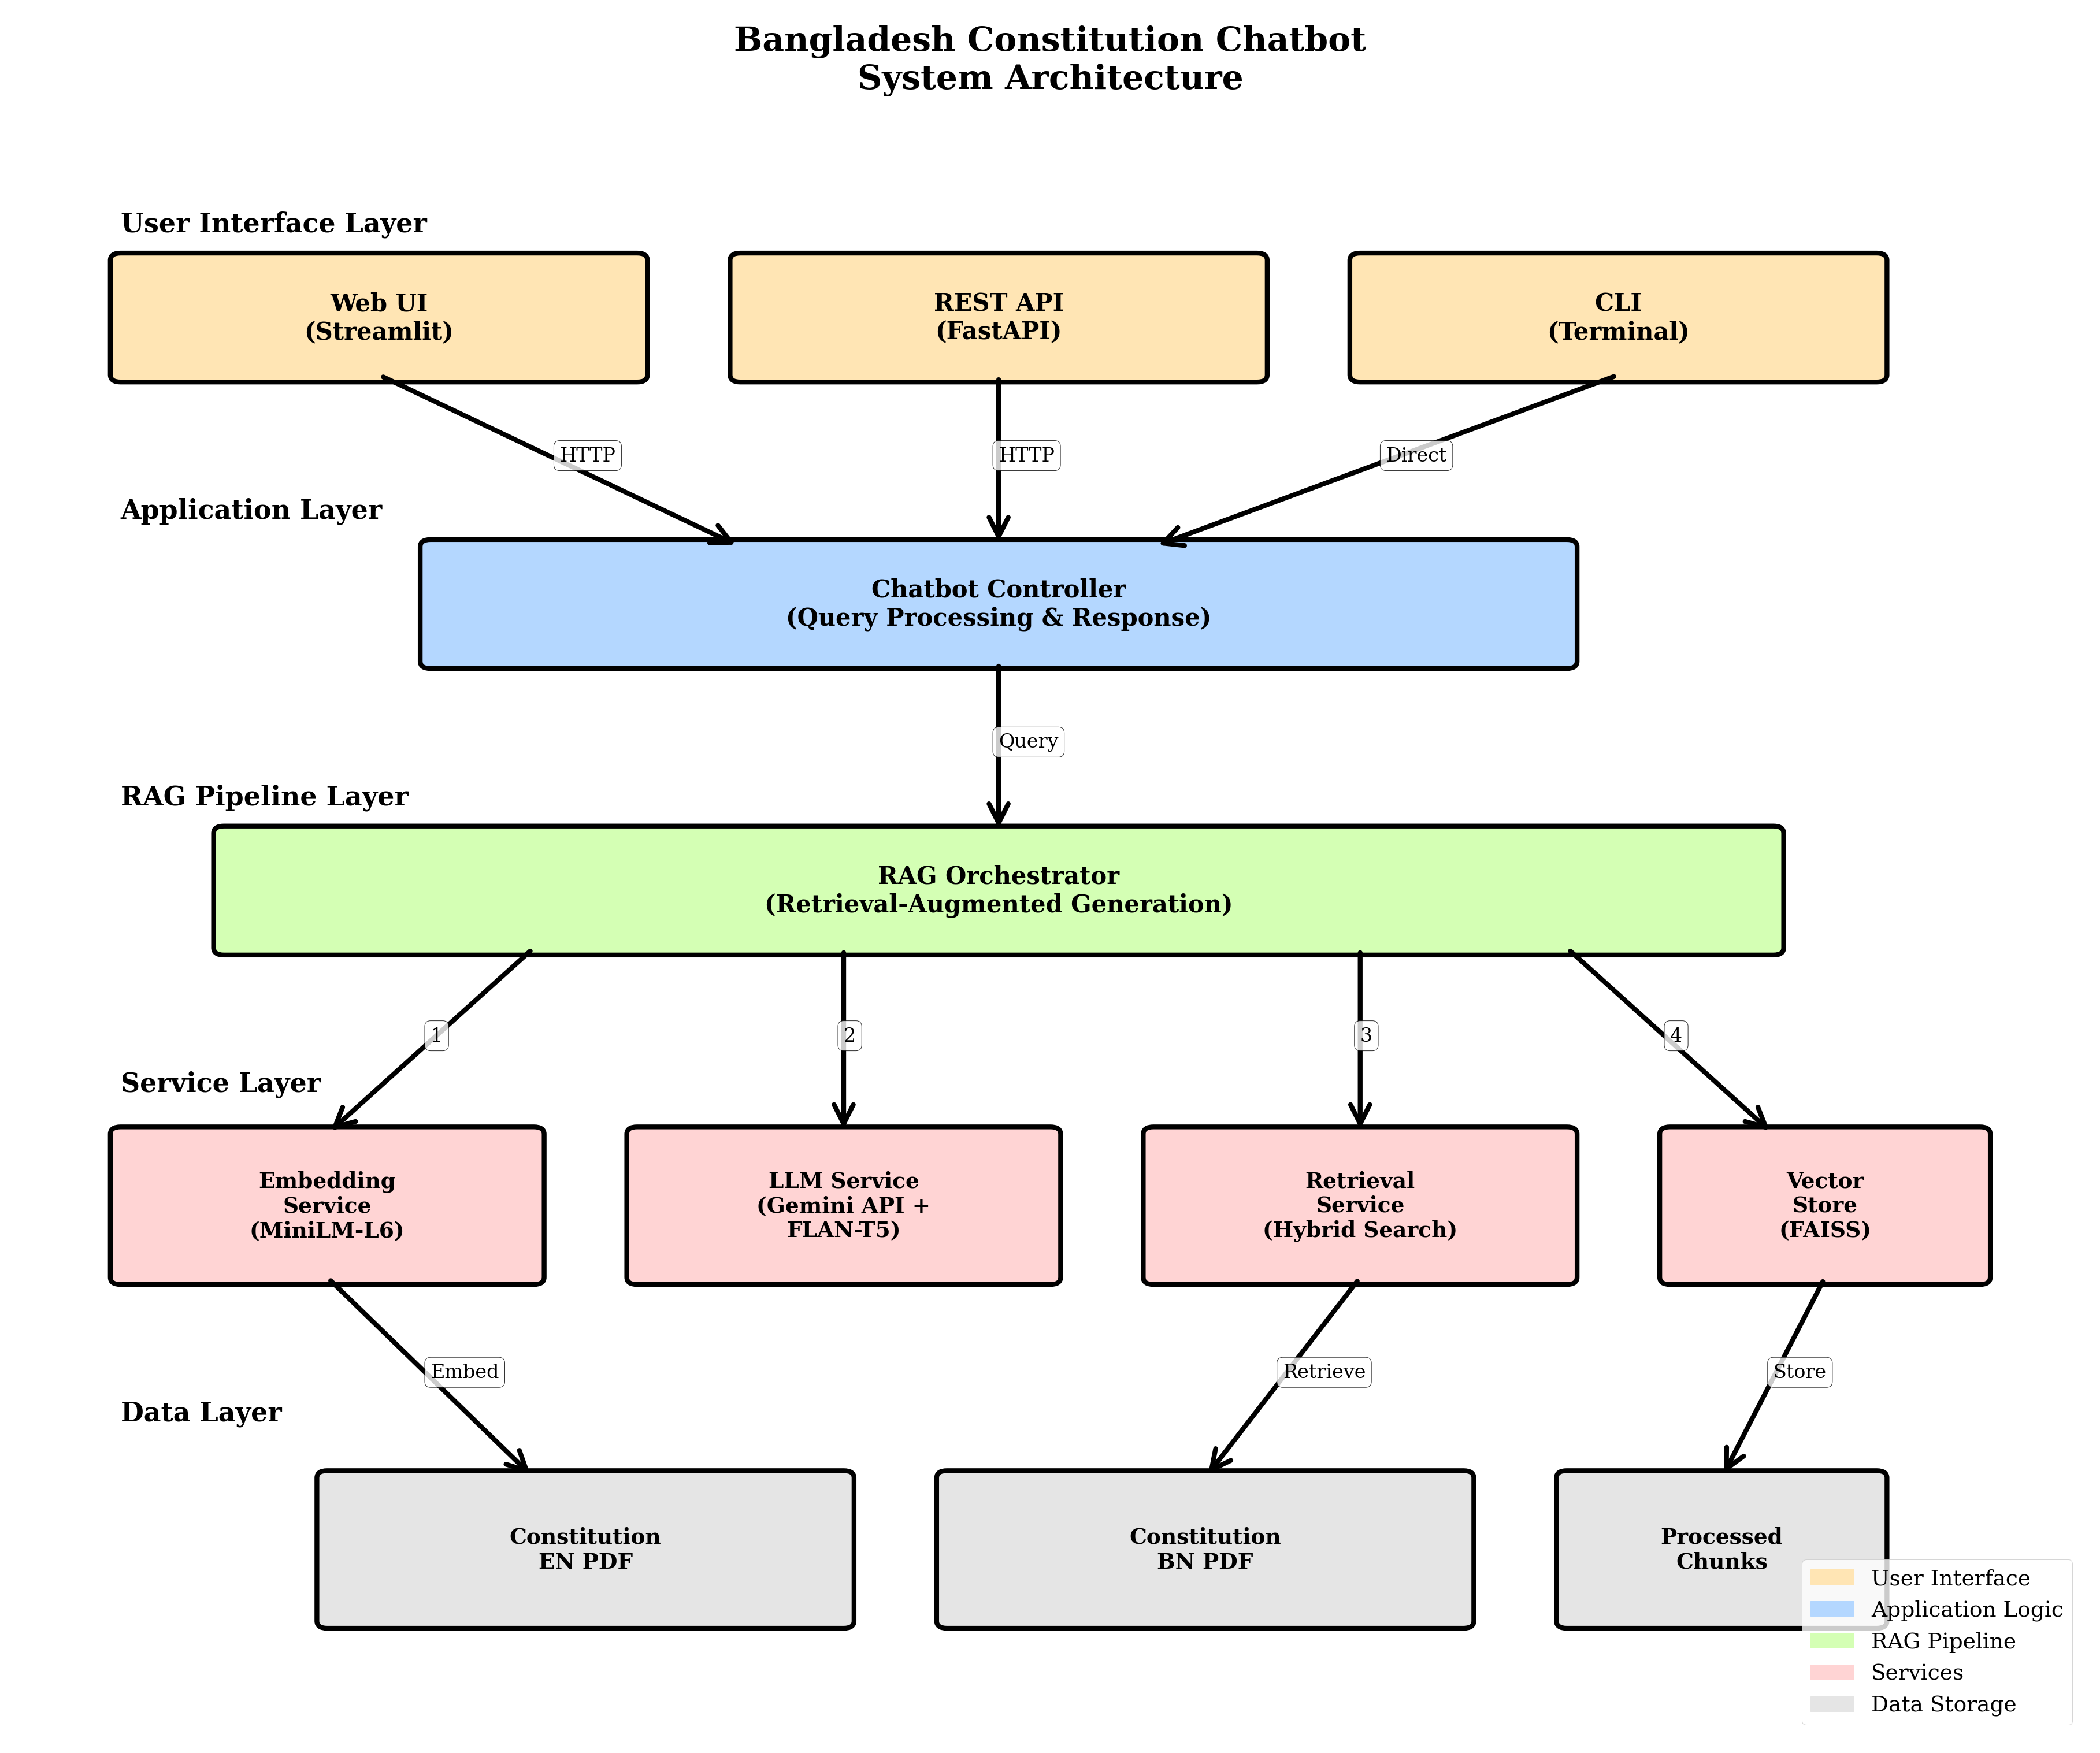 Bangladesh Constitution Chatbot
System Architecture
User Interface Layer
Web UI
(Streamlit)
REST API
(FastAPI)
CLI
(Terminal)
HTTP
HTTP
Direct
Application Layer
Chatbot Controller
(Query Processing & Response)
Query
RAG Pipeline Layer
RAG Orchestrator
(Retrieval-Augmented Generation)
1
2
3
4
Service Layer
Embedding
Service
(MiniLM-L6)
LLM Service
(Gemini API +
FLAN-T5)
Retrieval
Service
(Hybrid Search)
Vector
Store
(FAISS)
Embed
Retrieve
Store
Data Layer
Constitution
EN PDF
Constitution
BN PDF
Processed
Chunks
User Interface
Application Logic
RAG Pipeline
Services
Data Storage